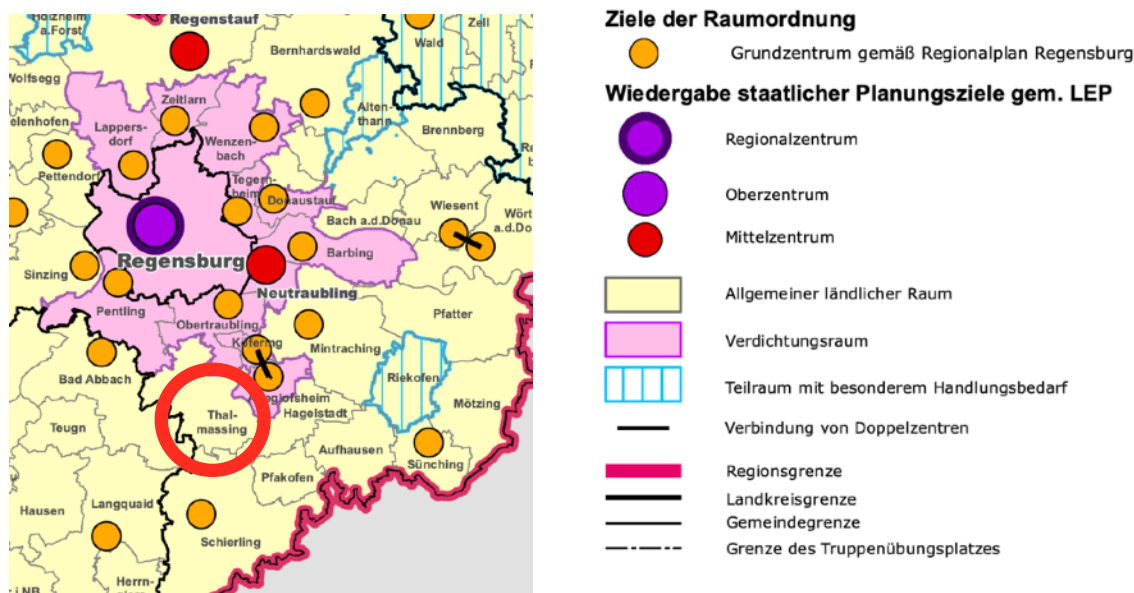 Holzheim
a.Forst
Regenstauf
Zell
Wald
Bernhardswald
Wolfsegg
Zeitlarn
Alten-
thann
Lappers-
dorf
Brennberg
Wenzen-
bach
Pettendorf
Tegern-
heim
Donaustauf
Wiesent
Bach a.d.Donau
Wört
a.d.Do
Regensburg
Barbing
Sinzing
Neutraubling
Pentling
Obertraubling
Pfatter
Köfering
Mintraching
Bad Abbach
Riekofen
Mötzing
Hagelstadt
Thal-
massing
Teugn
Aufhausen
Sünching
Pfakofen
Langquaid
Hausen
Schierling
Herrn-
Ziele der Raumordnung
Grundzentrum gemäß Regionalplan Regensburg
Wiedergabe staatlicher Planungsziele gem. LEP
Regionalzentrum
Oberzentrum
Mittelzentrum
Allgemeiner ländlicher Raum
Verdichtungsraum
Teilraum mit besonderem Handlungsbedarf
Verbindung von Doppelzentren
Regionsgrenze
Landkreisgrenze
Gemeindegrenze
Grenze des Truppenübungsplatzes